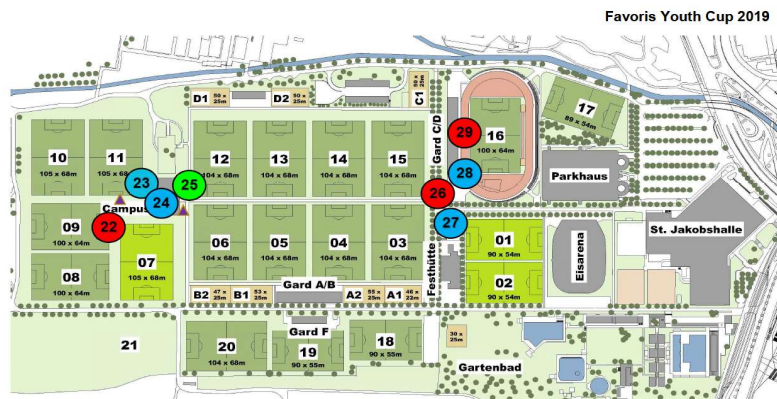 Favoris Youth Cup 2019
D1 50 x 25m
D2 50 x 25m
C1 50 x 25m
17
89 x 54m
10
105 x 68m
11
105 x 68m
12
104 x 68m
13
104 x 68m
14
104 x 68m
15
104 x 68m
Gard C/D
29
16
100 x 64m
28
26
27
Parkhaus
23
24
25
Campus
22
09
100 x 64m
08
100 x 64m
07
105 x 68m
06
104 x 68m
05
104 x 68m
04
104 x 68m
03
104 x 68m
Festhütte
01
90 x 54m
02
90 x 54m
Eisarena
St. Jakobshalle
Gard A/B
B2 47 x 25m
B1 53 x 25m
A2 55 x 25m
A1 46 x 22m
21
20
104 x 68m
Gard F
19
90 x 55m
18
90 x 55m
30 x 25m
Gartenbad